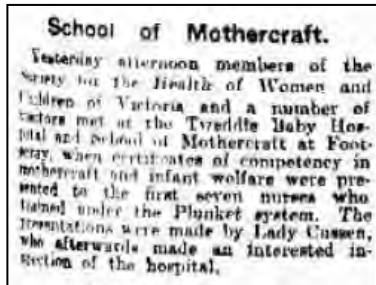 School of Mothercraft.
Yesterday afternoon members of the
Society for the Health of Women and
Children of Victoria and a number of
visitors met at the Tweddle Baby Hos-
pital and School of Mothercraft at Foot-
scray, when certificates of competency in
mothercraft and infant welfare were pre-
sented to the first seven nurses who
trained under the Plunket system. The
presentations were made by Lady Cussen,
who afterwards made an interested in-
spection of the hospital.